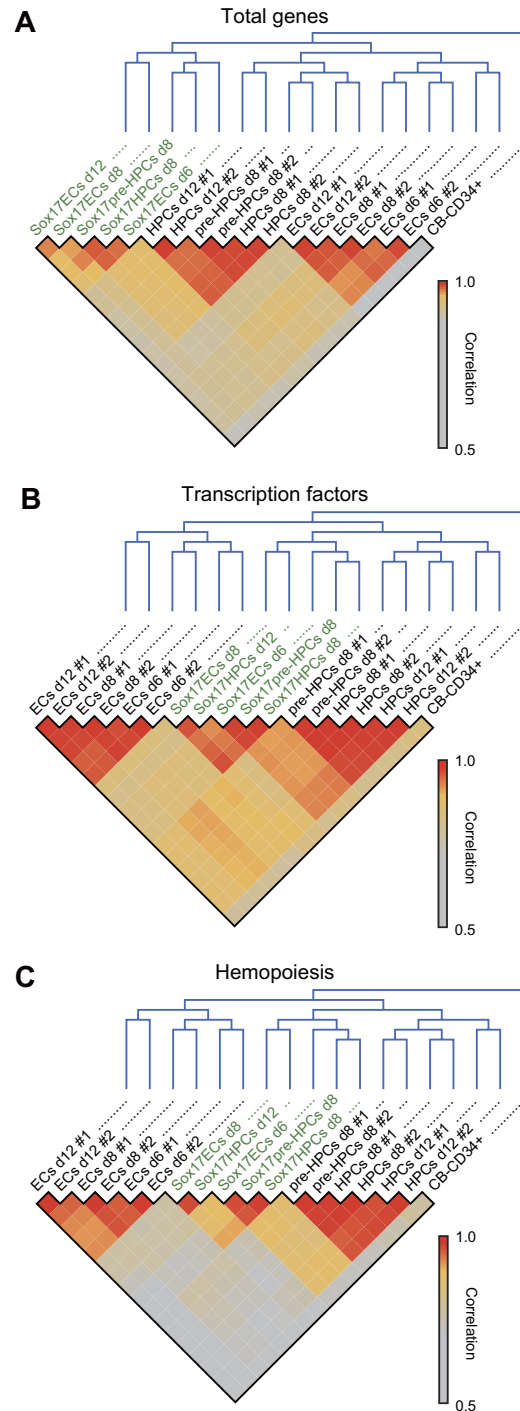 A
Total genes
Sox17ECs d12
Sox17ECs d8
Sox17pre-HPCs d8
Sox17HPCs d8
Sox17ECs d6
HPCs d12 #1
HPCs d12 #2
pre-HPCs d8 #1
pre-HPCs d8 #2
HPCs d8 #1
HPCs d8 #2
ECs d12 #1
ECs d12 #2
ECs d8 #1
ECs d8 #2
ECs d6 #1
ECs d6 #2
CB-CD34+
1.0
Correlation
0.5
B
Transcription factors
ECs d12 #1
ECs d12 #2
ECs d8 #1
ECs d8 #2
ECs d6 #1
ECs d6 #2
Sox17ECs d8
Sox17HPCs d12
Sox17ECs d6
Sox17pre-HPCs d8
Sox17HPCs d8
pre-HPCs d8 #1
pre-HPCs d8 #2
HPCs d8 #1
HPCs d8 #2
HPCs d12 #1
HPCs d12 #2
CB-CD34+
1.0
Correlation
0.5
C
Hemopoiesis
ECs d12 #1
ECs d12 #2
ECs d8 #1
ECs d8 #2
ECs d6 #1
ECs d6 #2
Sox17ECs d8
Sox17HPCs d12
Sox17ECs d6
Sox17pre-HPCs d8
Sox17HPCs d8
pre-HPCs d8 #1
pre-HPCs d8 #2
HPCs d8 #1
HPCs d8 #2
HPCs d12 #1
HPCs d12 #2
CB-CD34+
1.0
Correlation
0.5